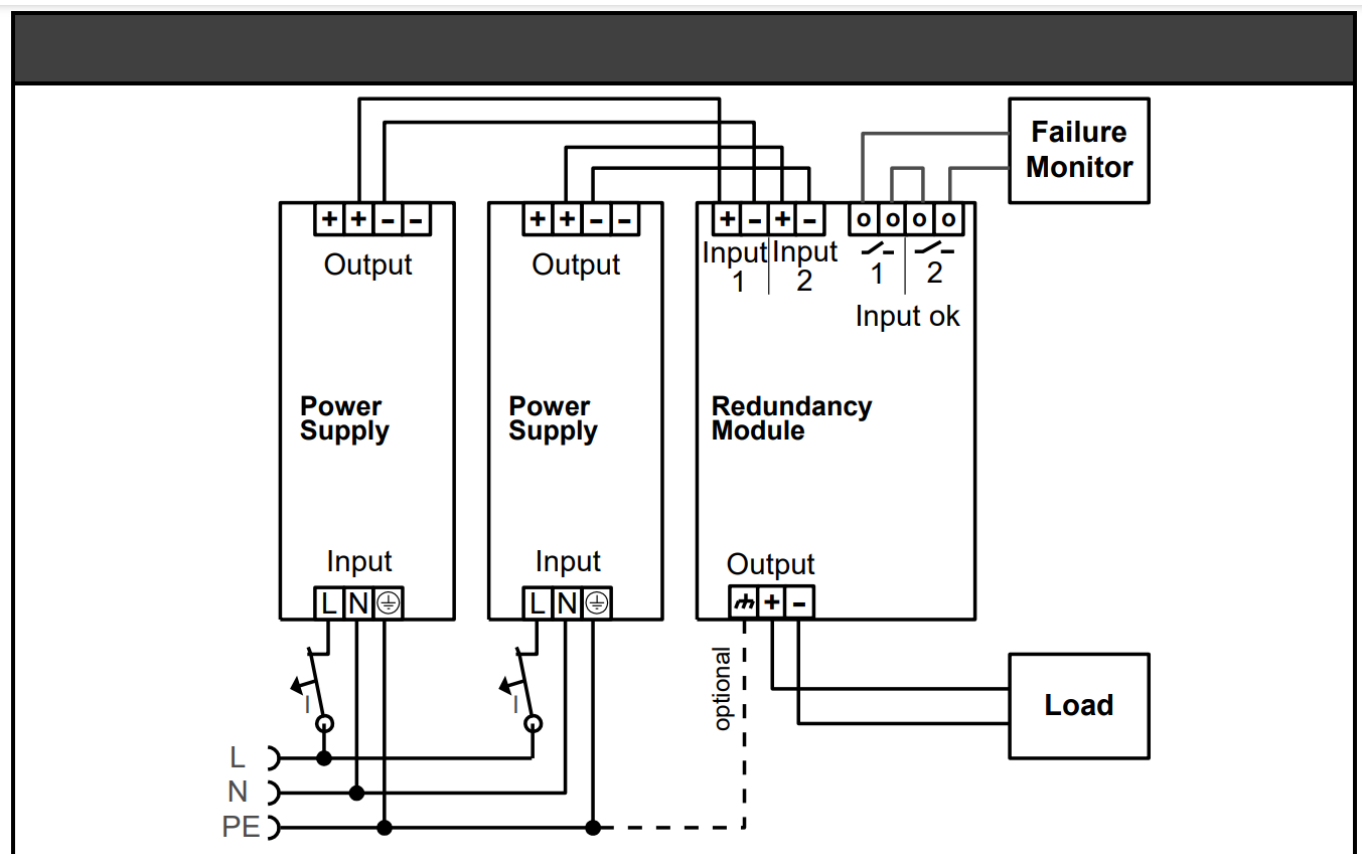 Failure
Monitor
+ + - -
+ + - -
+ - + -
o o o o
Output
Output
Input
1
Input
2
1
2
Input ok
Power
Supply
Power
Supply
Redundancy
Module
Input
Input
Output
L N
L N
+ -
optional
I
I
Load
L
N
PE